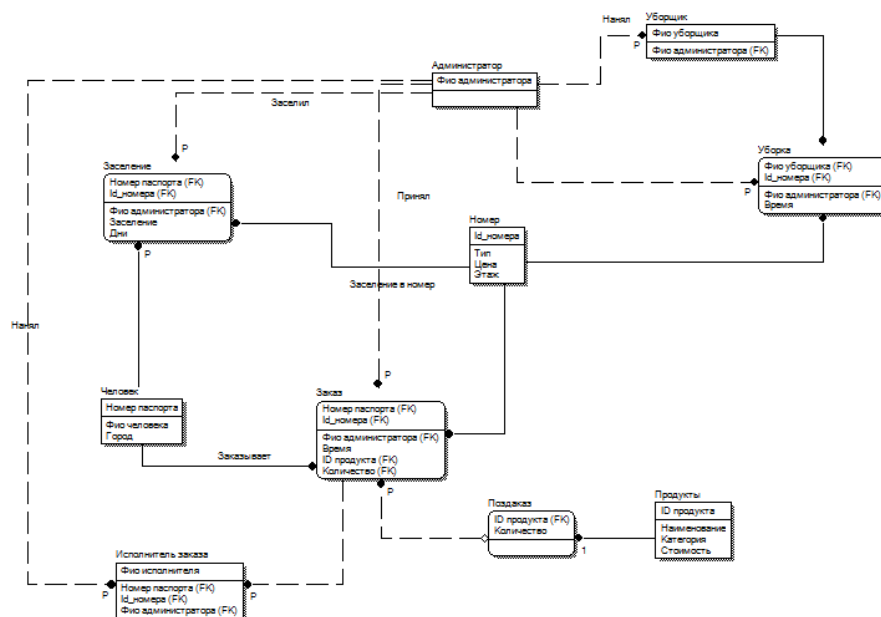 Уборщик
Нанял
Фио уборщика
Р
Фио администратора (FK)
Администратор
Фио администратора
Заселил
Р
Уборка
Фио уборщика (FK)
Id_номера (FK)
Фио администратора (FK)
Время
Р
Заселение
Номер паспорта (FK)
Id_номера (FK)
Фио администратора (FK)
Заселение
Дни
Р
Принял
Номер
Id_номера
Тип
Цена
Этаж
Заселение в номер
Нанял
Р
Человек
Номер паспорта
Фио человека
Город
Заказывает
Заказ
Номер паспорта (FK)
Id_номера (FK)
Фио администратора (FK)
Время
ID продукта (FK)
Количество (FK)
Р
Поздаказ
ID продукта (FK)
Количество
1
Продукты
ID продукта
Наименование
Категория
Стоимость
Исполнитель заказа
Фио исполнителя
Номер паспорта (FK)
Id_номера (FK)
Фио администратора (FK)
Р
Р